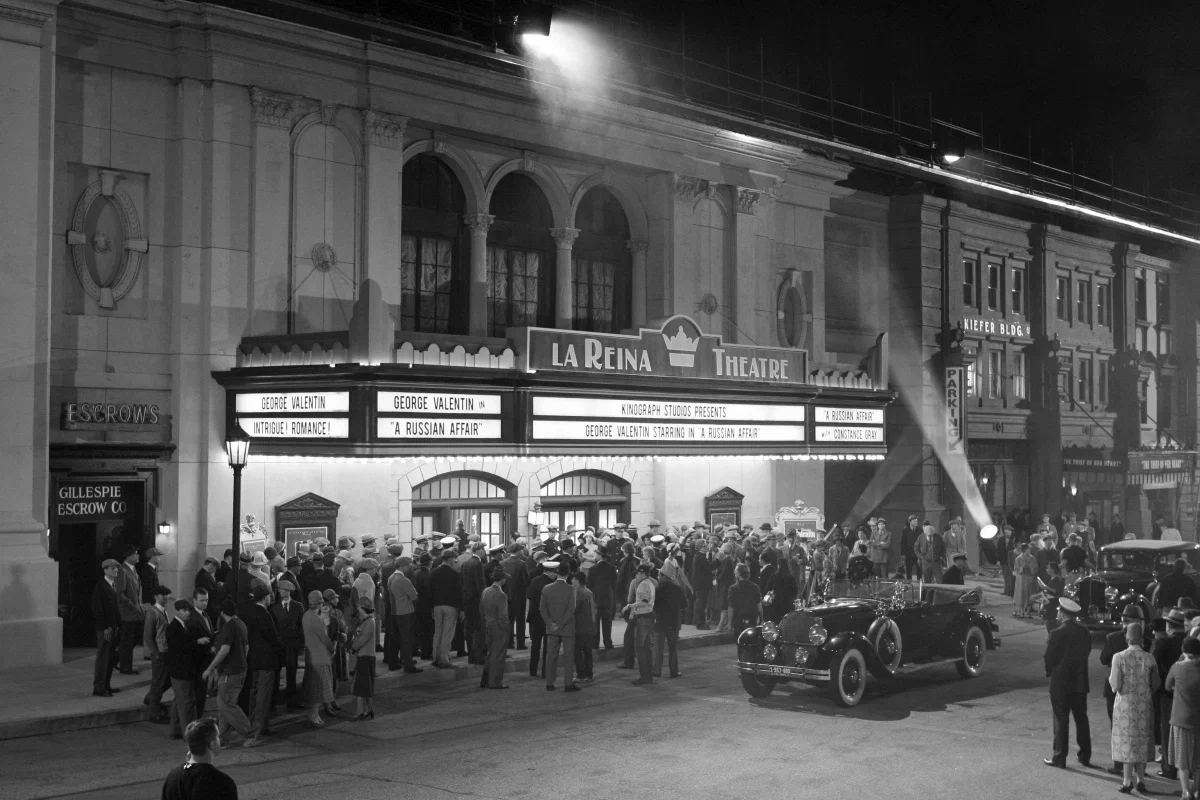 ESCROWS
GILLESPIE
ESCROW CO
GEORGE VALENTIN
INTRIGUE! ROMANCE!
GEORGE VALENTIN IN
"A RUSSIAN AFFAIR"
LA REINA THEATRE
KINOGRAPH STUDIOS PRESENTS
GEORGE VALENTIN STARRING IN "A RUSSIAN AFFAIR"
"A RUSSIAN AFFAIR"
WITH CONSTANCE GRAY
KIEFER BLDG.
PARKING